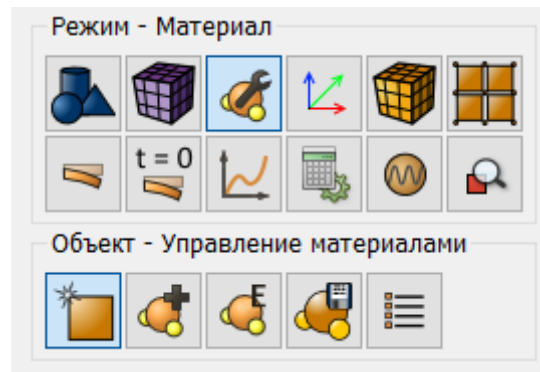 Режим - Материал
t = 0
Объект - Управление материалами
E